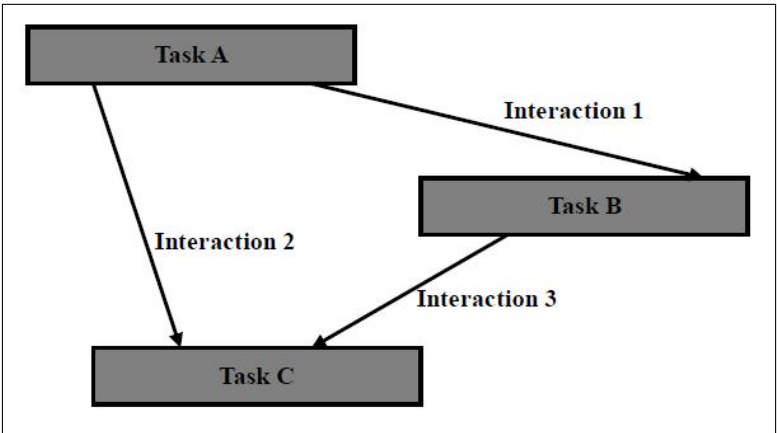 Task A
Interaction 1
Task B
Interaction 2
Interaction 3
Task C